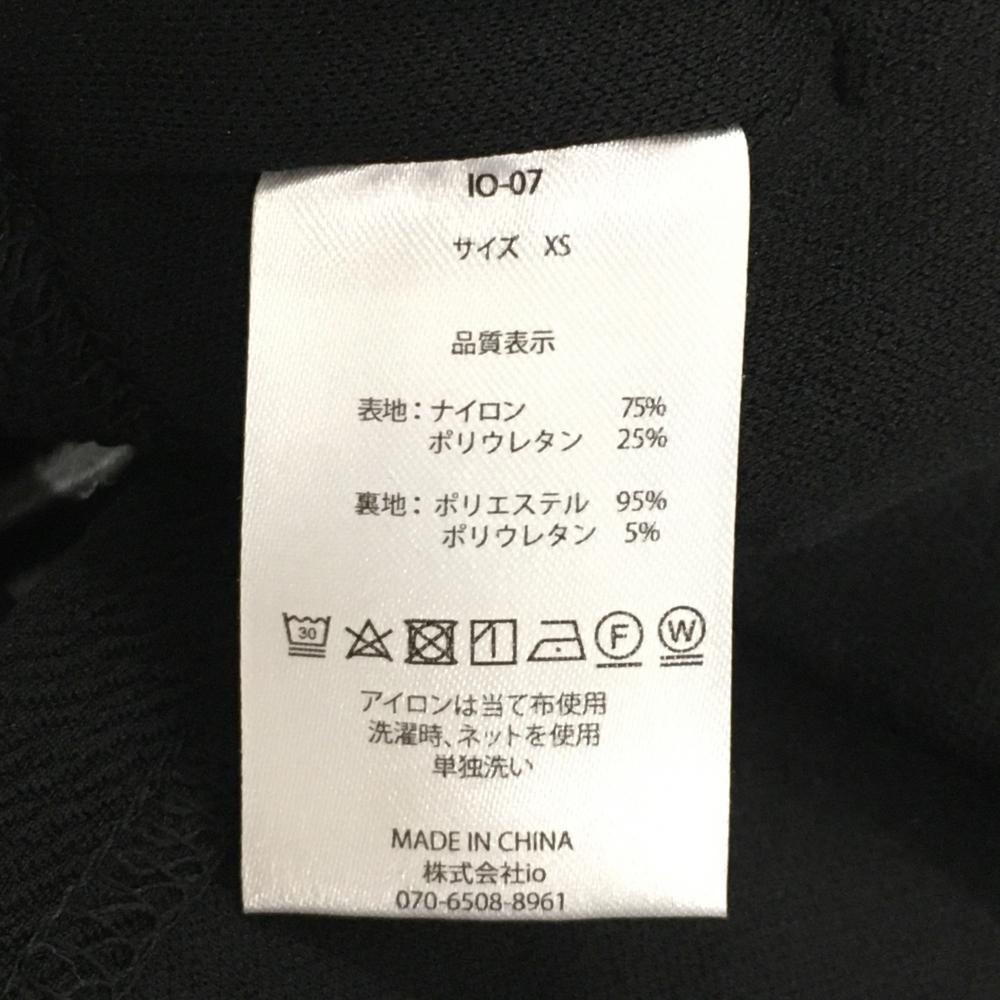 IO-07
サイズ XS
品質表示
表地：ナイロン 75%
ポリウレタン 25%
裏地：ポリエステル 95%
ポリウレタン 5%
30 F W
アイロンは当て布使用
洗濯時、ネットを使用
単独洗い
MADE IN CHINA
株式会社io
070-6508-8961